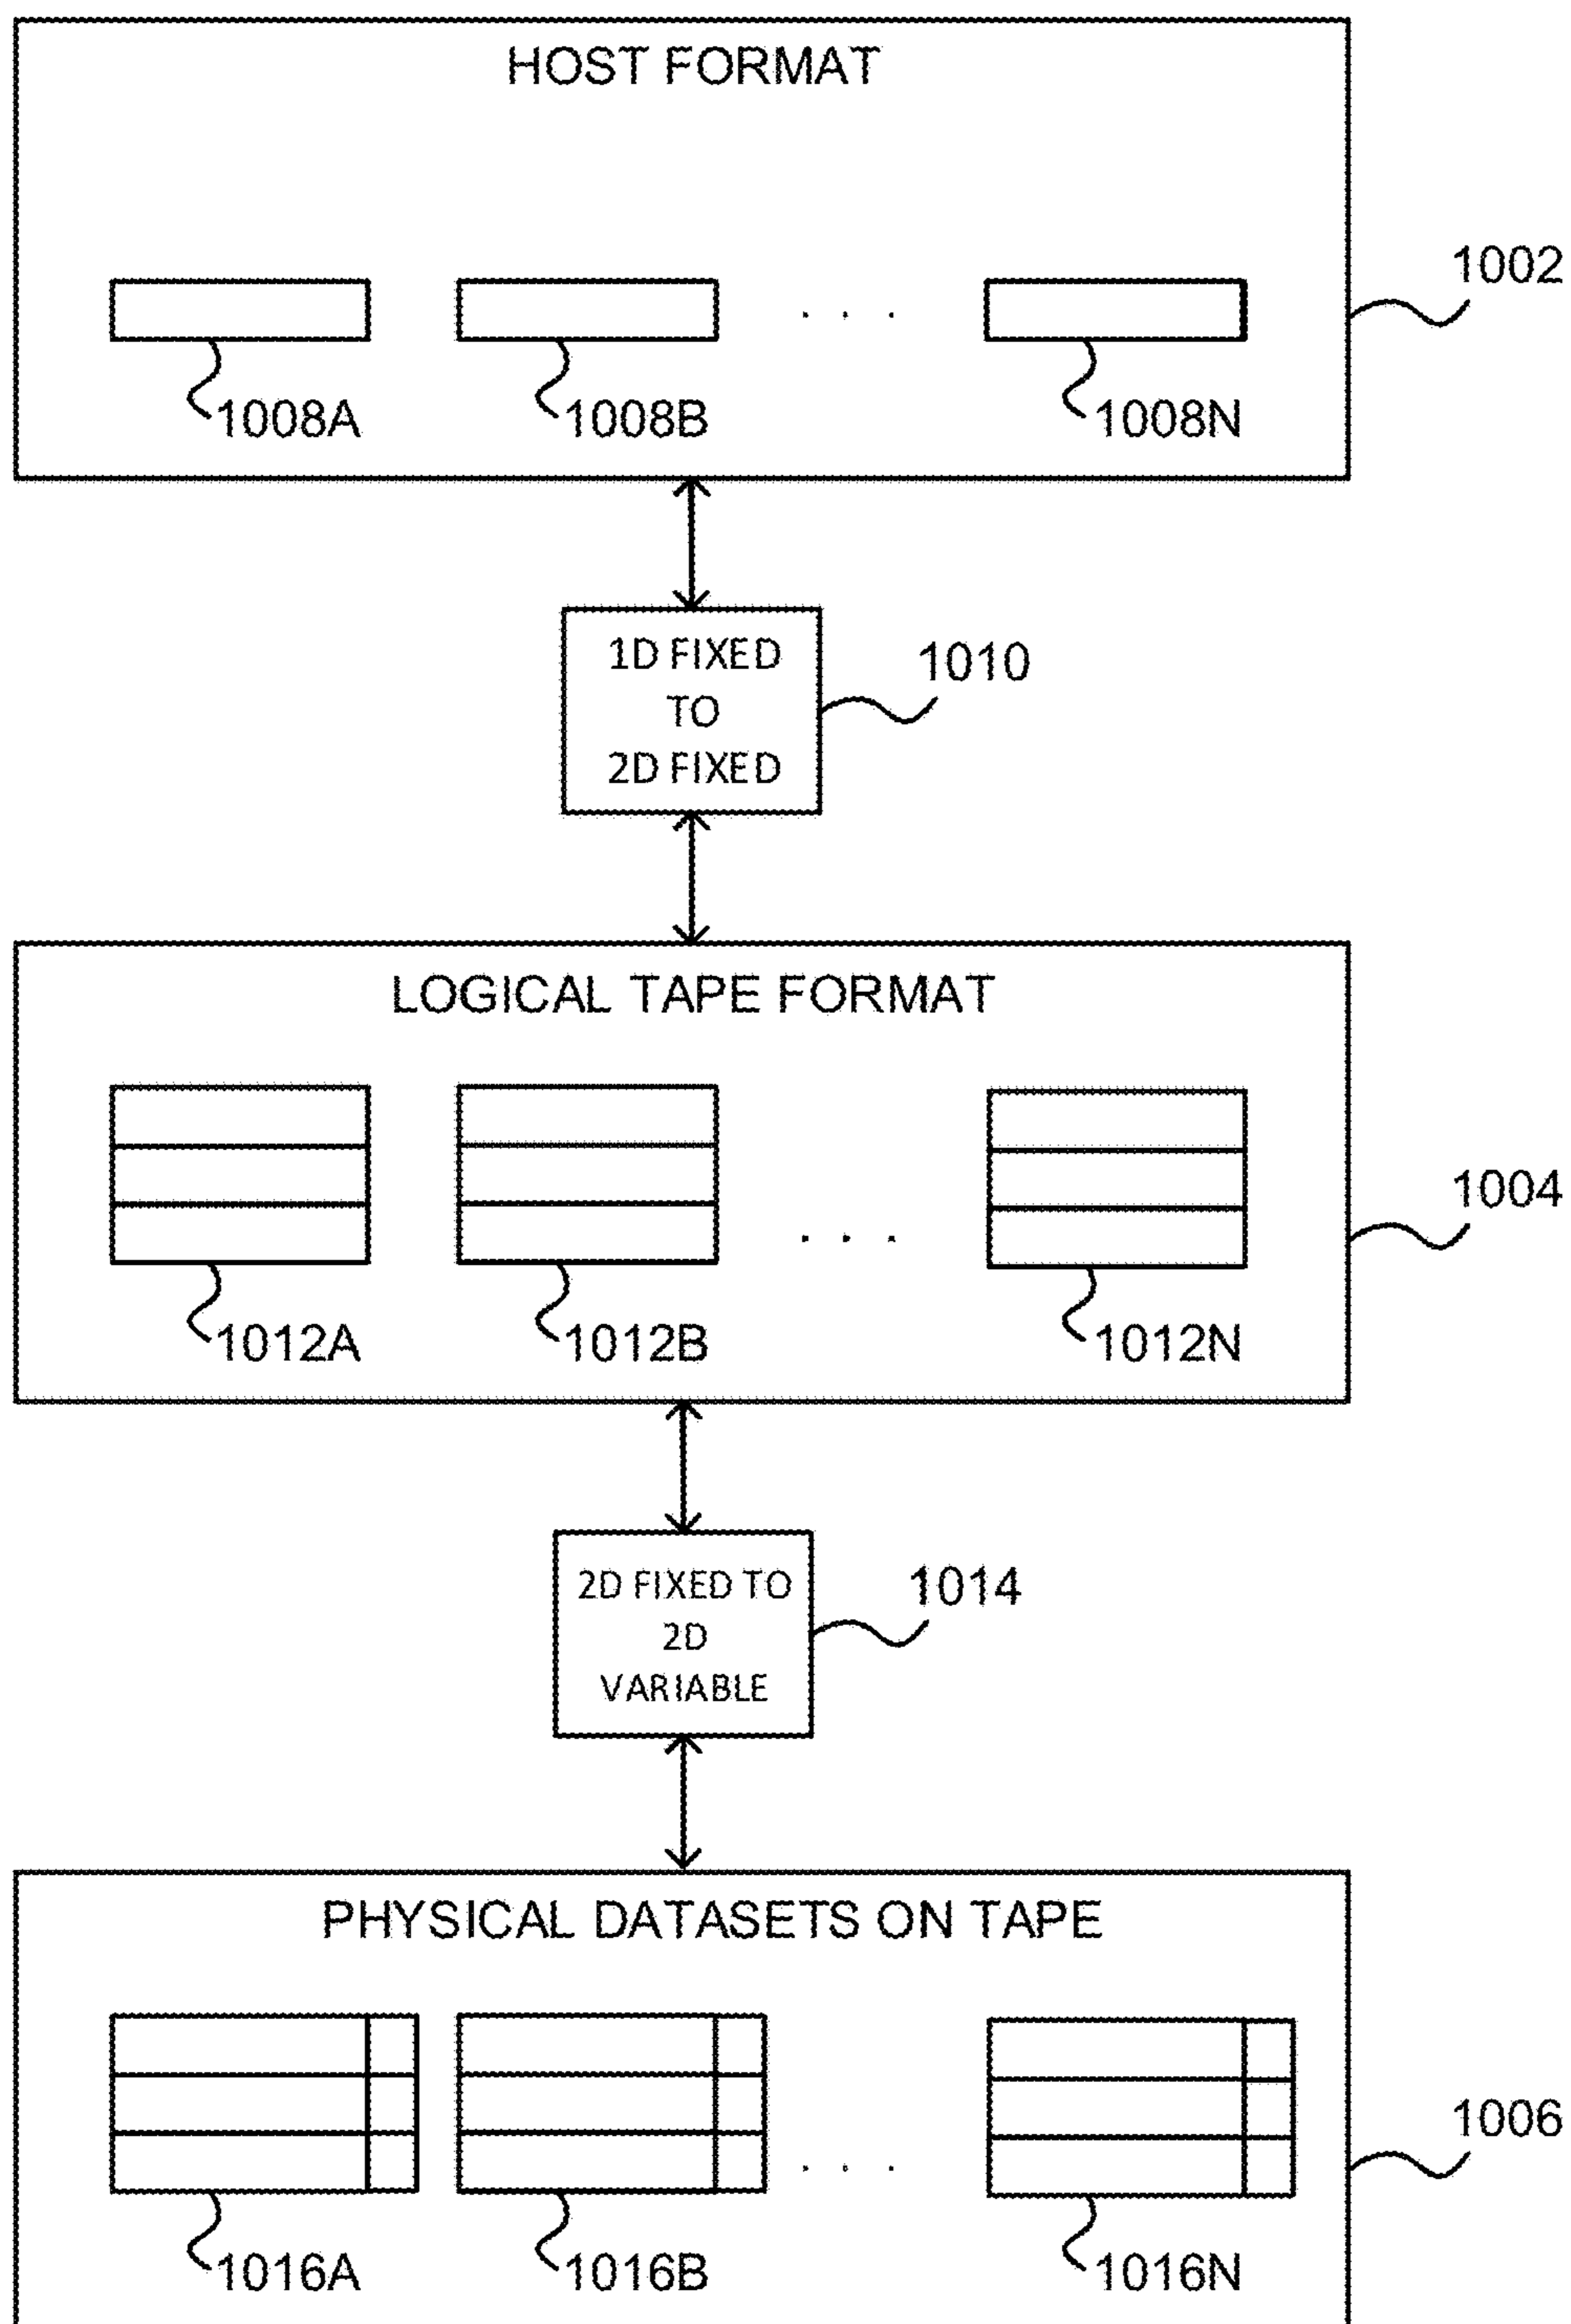 HOST FORMAT
1002
1008A 1008B . . . 1008N
1D FIXED
TO
2D FIXED
1010
LOGICAL TAPE FORMAT
1004
. . .
1012A 1012B 1012N
2D FIXED TO
2D
VARIABLE
1014
PHYSICAL DATASETS ON TAPE
1006
. . .
1016A 1016B 1016N